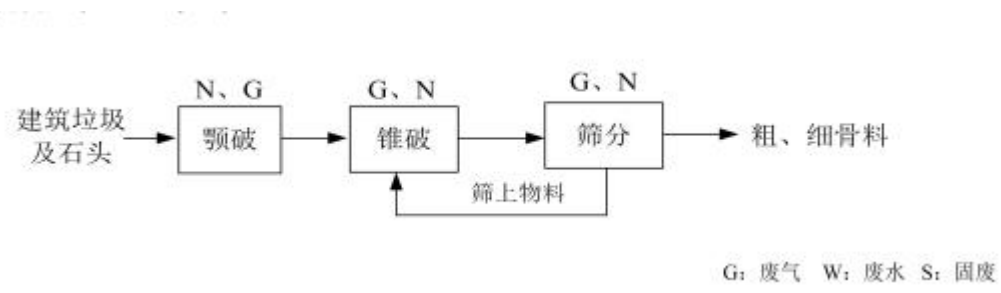 N、G
G、N
G、N
建筑垃圾
及石头
颚破
锥破
筛分
粗、细骨料
筛上物料
G：废气 W：废水 S：固废